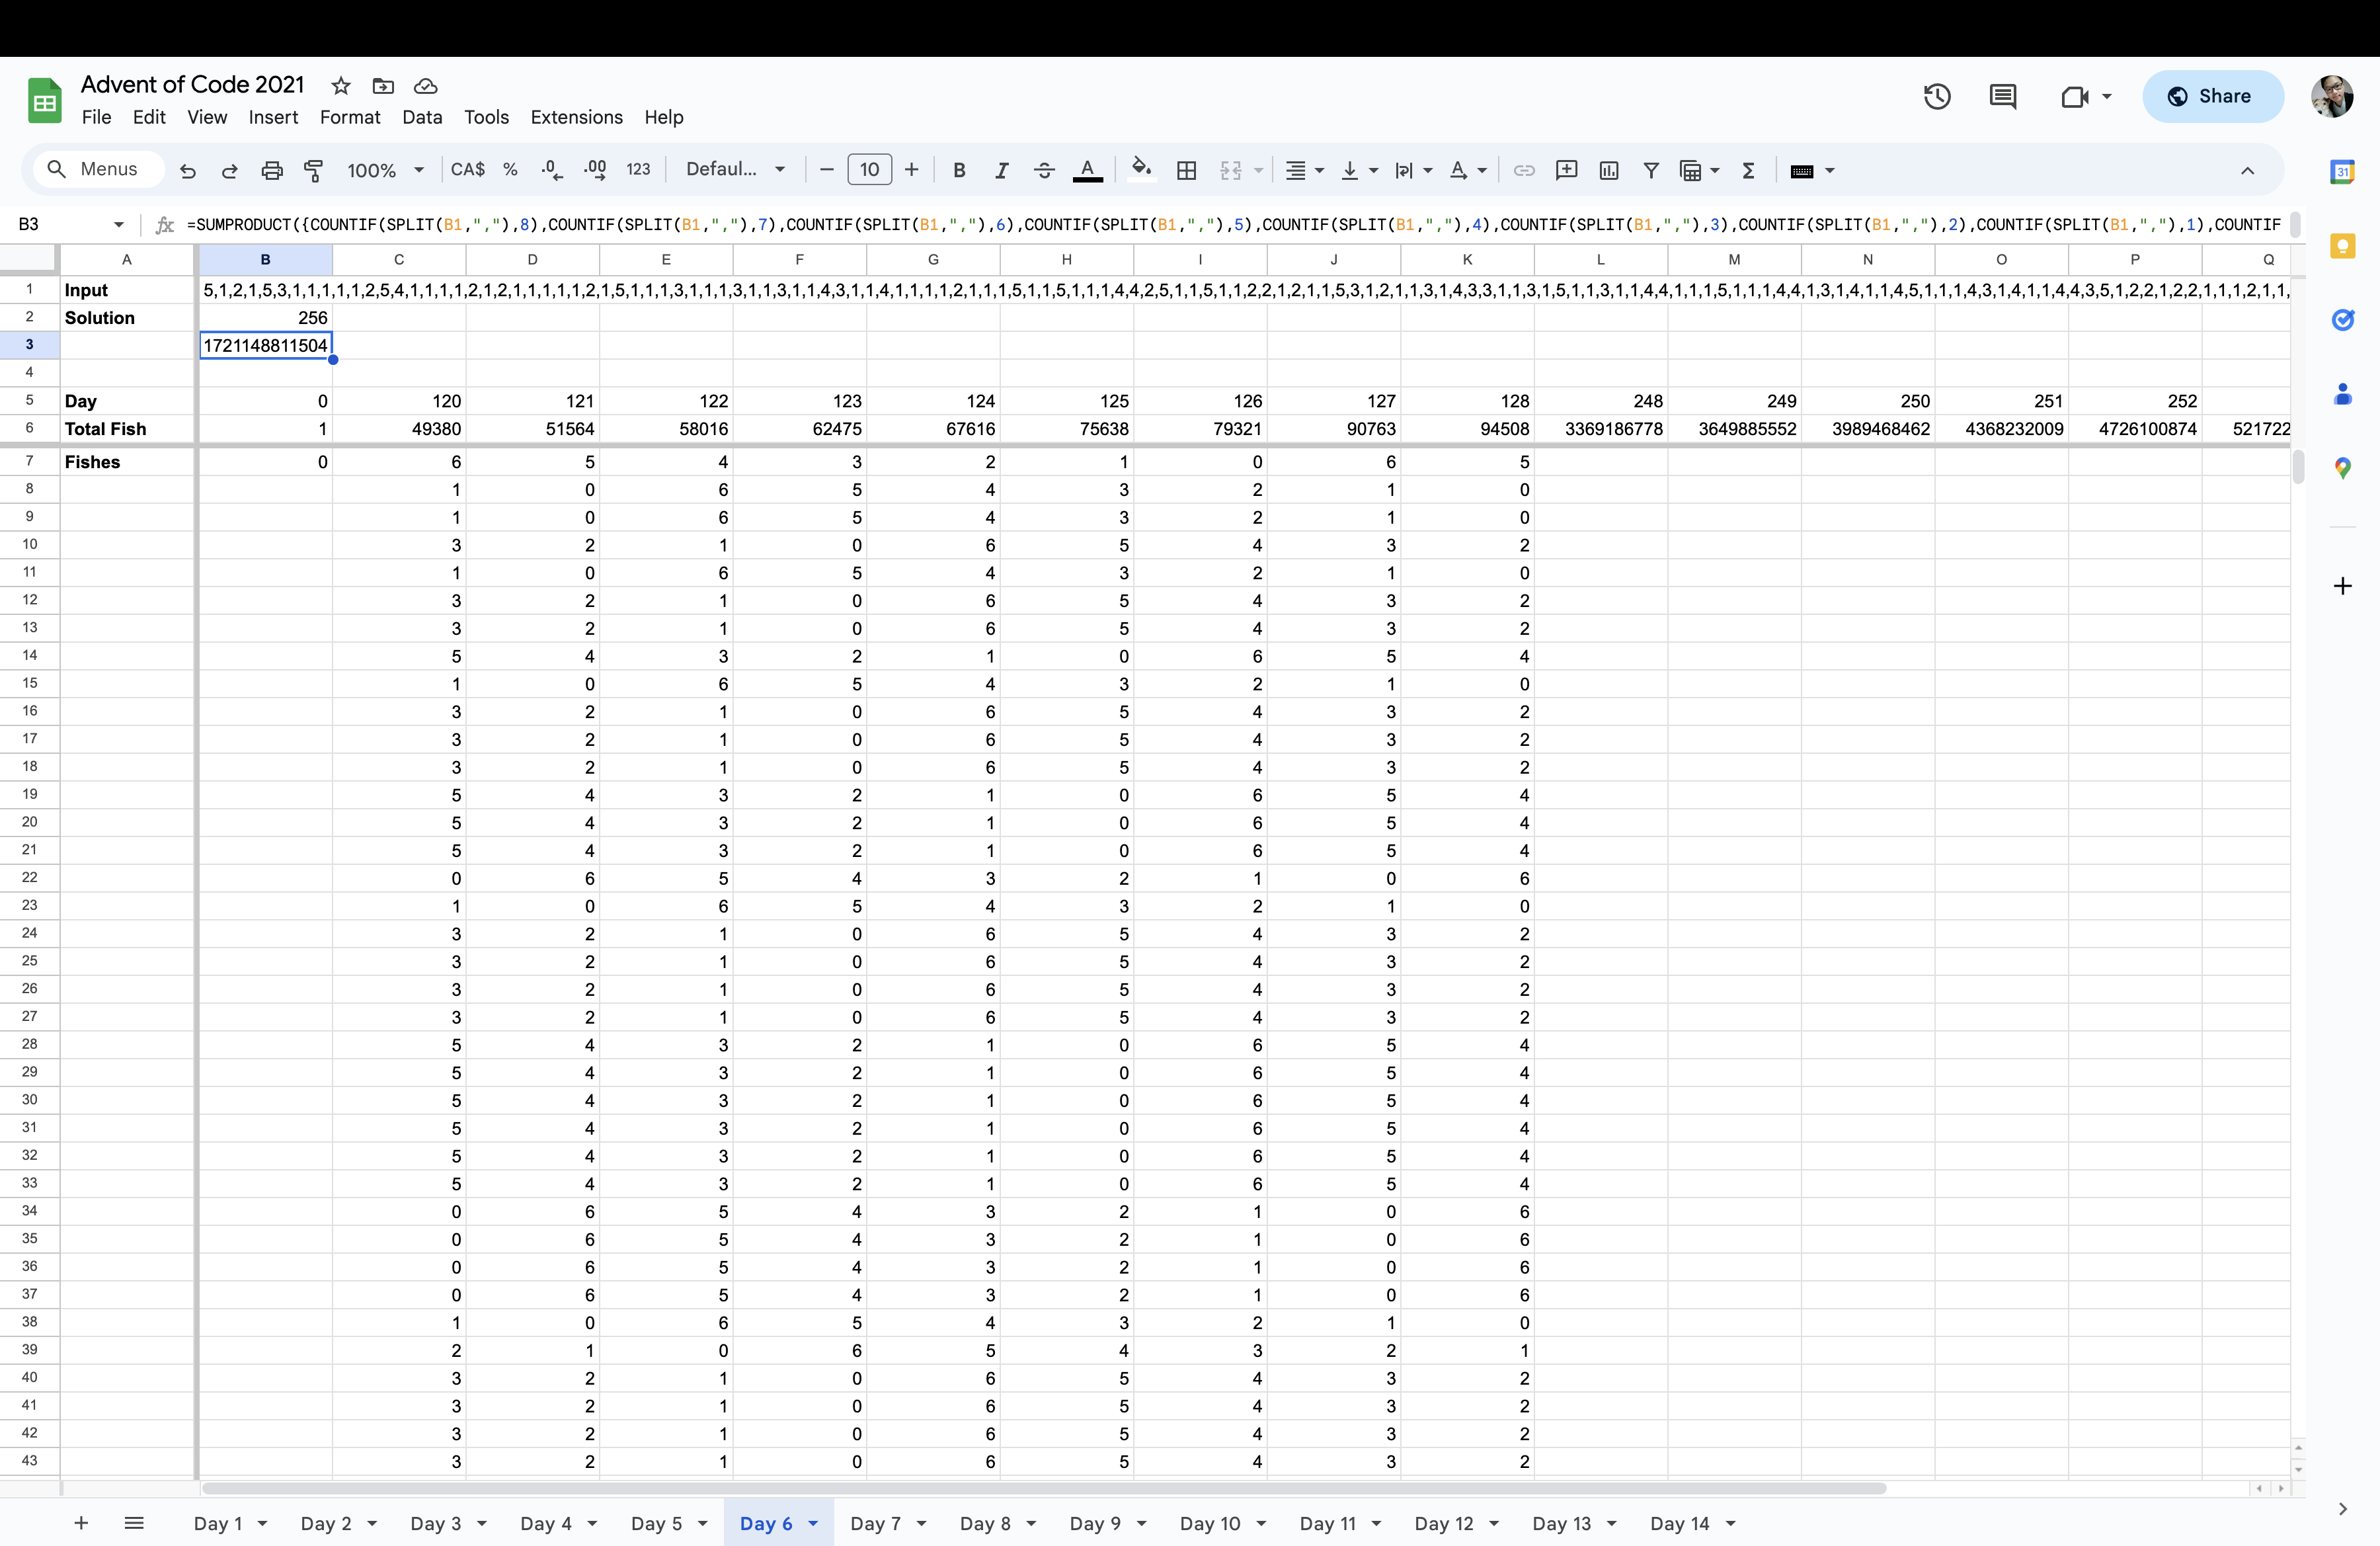 Advent of Code 2021
File Edit View Insert Format Data Tools Extensions Help
Share
Menus 100% CA$ % .0 .00 123 Defaul... 10 B I A Σ
31
B3 fx =SUMPRODUCT({COUNTIF(SPLIT(B1,","),8),COUNTIF(SPLIT(B1,","),7),COUNTIF(SPLIT(B1,","),6),COUNTIF(SPLIT(B1,","),5),COUNTIF(SPLIT(B1,","),4),COUNTIF(SPLIT(B1,","),3),COUNTIF(SPLIT(B1,","),2),COUNTIF(SPLIT(B1,","),1),COUNTIF
A B C D E F G H I J K L M N O P Q
1 Input 5,1,2,1,5,3,1,1,1,1,1,2,5,4,1,1,1,1,2,1,2,1,1,1,1,1,2,1,5,1,1,1,3,1,1,1,3,1,1,3,1,1,4,3,1,1,4,1,1,1,1,2,1,1,1,5,1,1,5,1,1,1,4,4,2,5,1,1,5,1,1,2,2,1,2,1,1,5,3,1,2,1,1,3,1,4,3,3,1,1,3,1,5,1,1,3,1,1,4,4,1,1,1,5,1,1,1,4,4,1,3,1,4,1,1,4,5,1,1,1,4,3,1,4,1,1,4,4,3,5,1,2,2,1,2,2,1,1,1,2,1,1,
2 Solution 256
3 1721148811504
4
5 Day 0 120 121 122 123 124 125 126 127 128 248 249 250 251 252
6 Total Fish 1 49380 51564 58016 62475 67616 75638 79321 90763 94508 3369186778 3649885552 3989468462 4368232009 4726100874 521722
7 Fishes 0 6 5 4 3 2 1 0 6 5
8 1 0 6 5 4 3 2 1 0
9 1 0 6 5 4 3 2 1 0
10 3 2 1 0 6 5 4 3 2
11 1 0 6 5 4 3 2 1 0
12 3 2 1 0 6 5 4 3 2
13 3 2 1 0 6 5 4 3 2
14 5 4 3 2 1 0 6 5 4
15 1 0 6 5 4 3 2 1 0
16 3 2 1 0 6 5 4 3 2
17 3 2 1 0 6 5 4 3 2
18 3 2 1 0 6 5 4 3 2
19 5 4 3 2 1 0 6 5 4
20 5 4 3 2 1 0 6 5 4
21 5 4 3 2 1 0 6 5 4
22 0 6 5 4 3 2 1 0 6
23 1 0 6 5 4 3 2 1 0
24 3 2 1 0 6 5 4 3 2
25 3 2 1 0 6 5 4 3 2
26 3 2 1 0 6 5 4 3 2
27 3 2 1 0 6 5 4 3 2
28 5 4 3 2 1 0 6 5 4
29 5 4 3 2 1 0 6 5 4
30 5 4 3 2 1 0 6 5 4
31 5 4 3 2 1 0 6 5 4
32 5 4 3 2 1 0 6 5 4
33 5 4 3 2 1 0 6 5 4
34 0 6 5 4 3 2 1 0 6
35 0 6 5 4 3 2 1 0 6
36 0 6 5 4 3 2 1 0 6
37 0 6 5 4 3 2 1 0 6
38 1 0 6 5 4 3 2 1 0
39 2 1 0 6 5 4 3 2 1
40 3 2 1 0 6 5 4 3 2
41 3 2 1 0 6 5 4 3 2
42 3 2 1 0 6 5 4 3 2
43 3 2 1 0 6 5 4 3 2
Day 1 Day 2 Day 3 Day 4 Day 5 Day 6 Day 7 Day 8 Day 9 Day 10 Day 11 Day 12 Day 13 Day 14